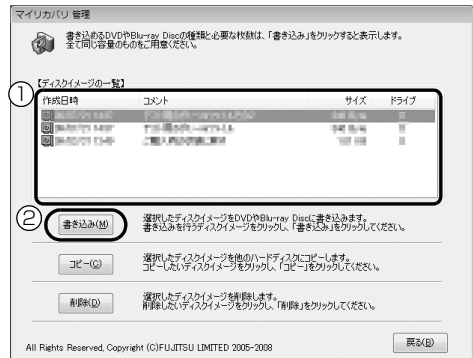 マイリカバリ 管理
書き込めるDVDやBlu-ray Discの種類と必要な枚数は、「書き込み」をクリックすると表示します。
全て同じ容量のものをご用意ください。
【ディスクイメージの一覧】
①
作成日時 コメント サイズ ドライブ
②
書き込み(M)
選択したディスクイメージをDVDやBlu-ray Discに書き込みます。
書き込みを行うディスクイメージをクリックし、「書き込み」をクリックしてください。
コピー(C)
選択したディスクイメージを他のハードディスクにコピーします。
コピーしたいディスクイメージをクリックし、「コピー」をクリックしてください。
削除(D)
選択したディスクイメージを削除します。
削除したいディスクイメージをクリックし、「削除」をクリックしてください。
All Rights Reserved, Copyright (C)FUJITSU LIMITED 2005-2008
戻る(B)